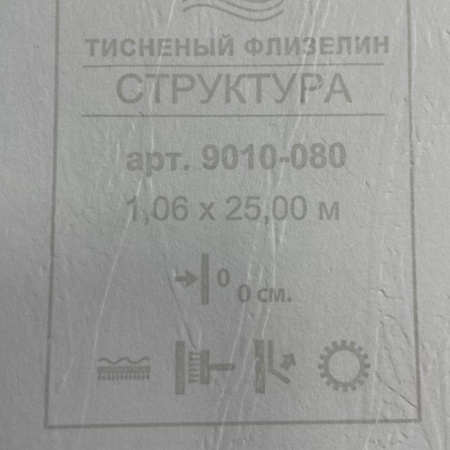 ТИСНЕНЫЙ ФЛИЗЕЛИН
СТРУКТУРА
арт. 9010-080
1,06 х 25,00 м
0
0 см.